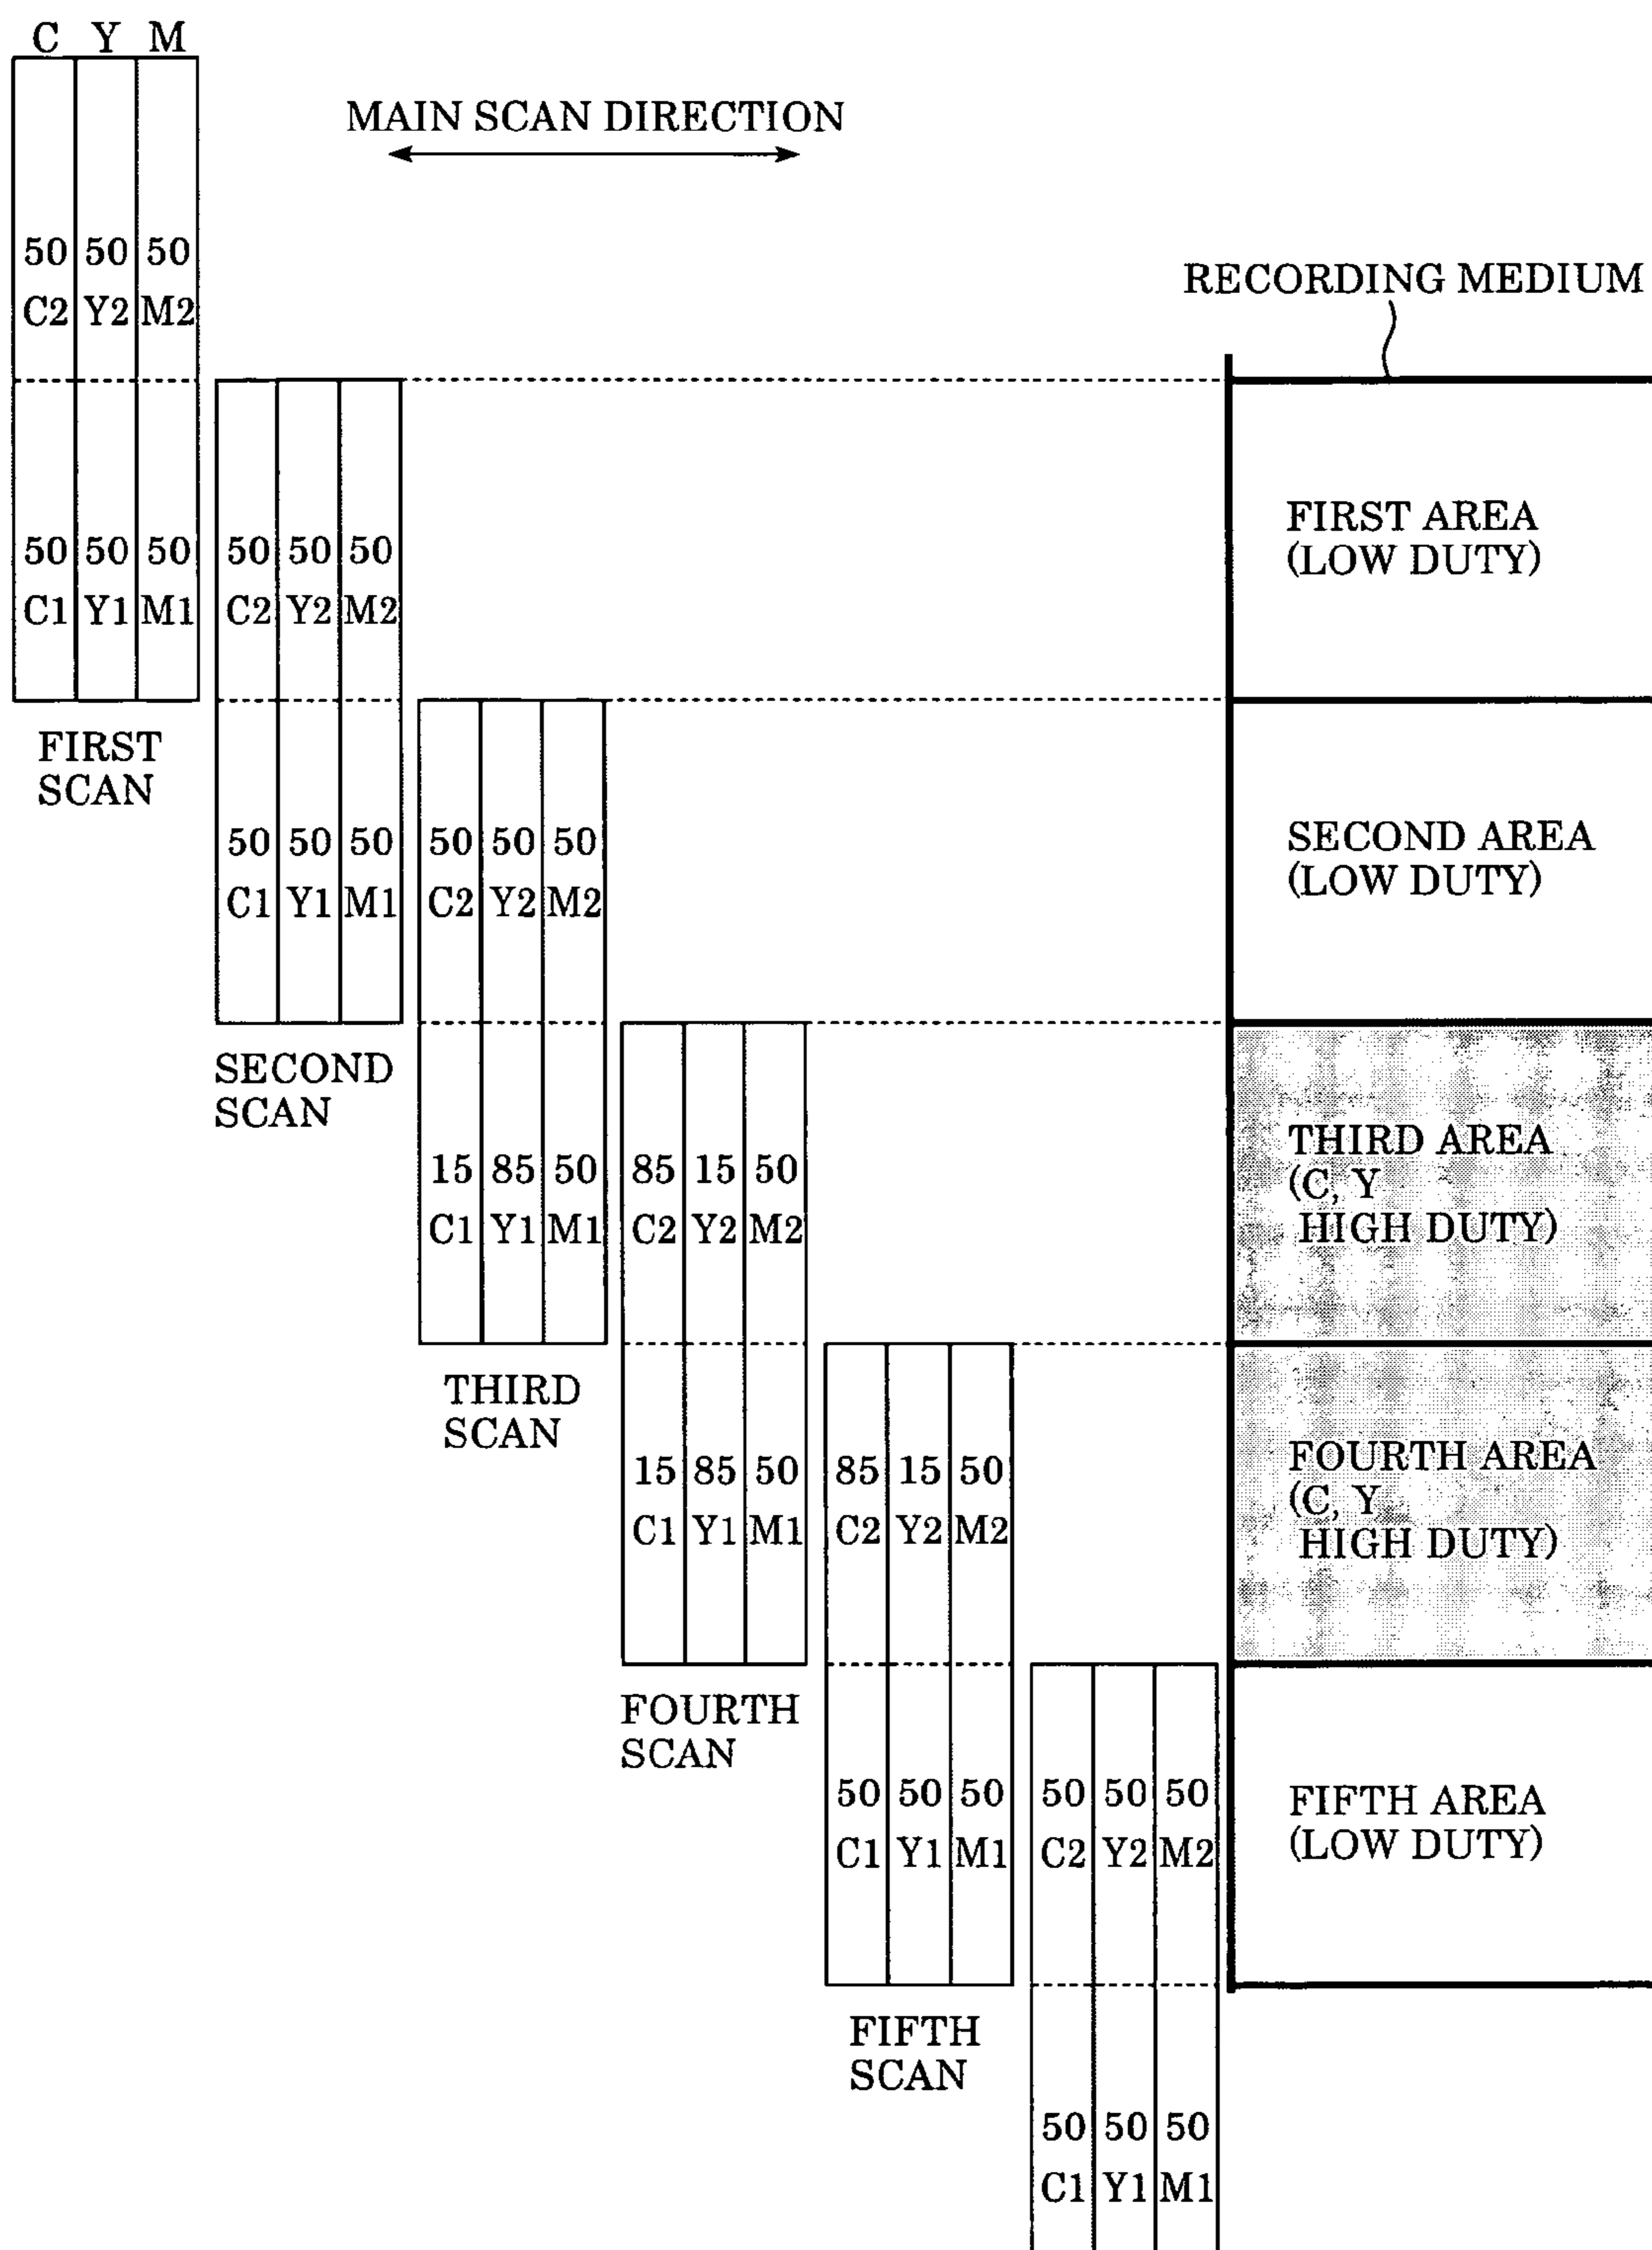 C Y M
MAIN SCAN DIRECTION
50 50 50
C2 Y2 M2
RECORDING MEDIUM
50 50 50 50 50 50
C1 Y1 M1 C2 Y2 M2
FIRST AREA
(LOW DUTY)
FIRST
SCAN
50 50 50 50 50 50
C1 Y1 M1 C2 Y2 M2
SECOND AREA
(LOW DUTY)
SECOND
SCAN
15 85 50 85 15 50
C1 Y1 M1 C2 Y2 M2
THIRD AREA
(C, Y
HIGH DUTY)
THIRD
SCAN
15 85 50 85 15 50
C1 Y1 M1 C2 Y2 M2
FOURTH AREA
(C, Y
HIGH DUTY)
FOURTH
SCAN
50 50 50 50 50 50
C1 Y1 M1 C2 Y2 M2
FIFTH AREA
(LOW DUTY)
FIFTH
SCAN
50 50 50
C1 Y1 M1